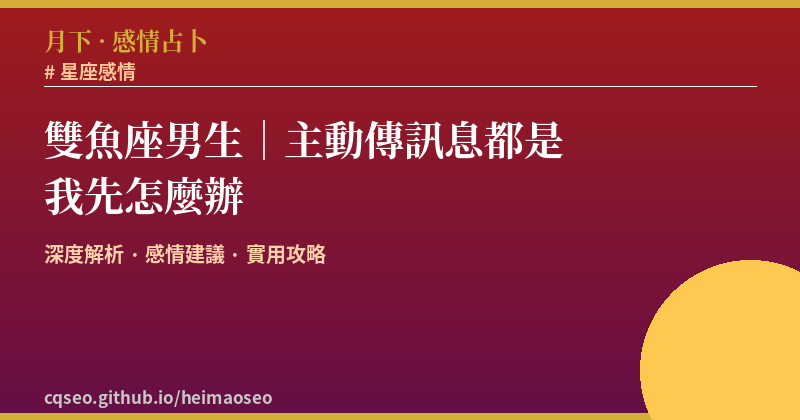 月下 · 感情占卜
# 星座感情
雙魚座男生｜主動傳訊息都是
我先怎麼辦
深度解析 · 感情建議 · 實用攻略
cqseo.github.io/heimaoseo